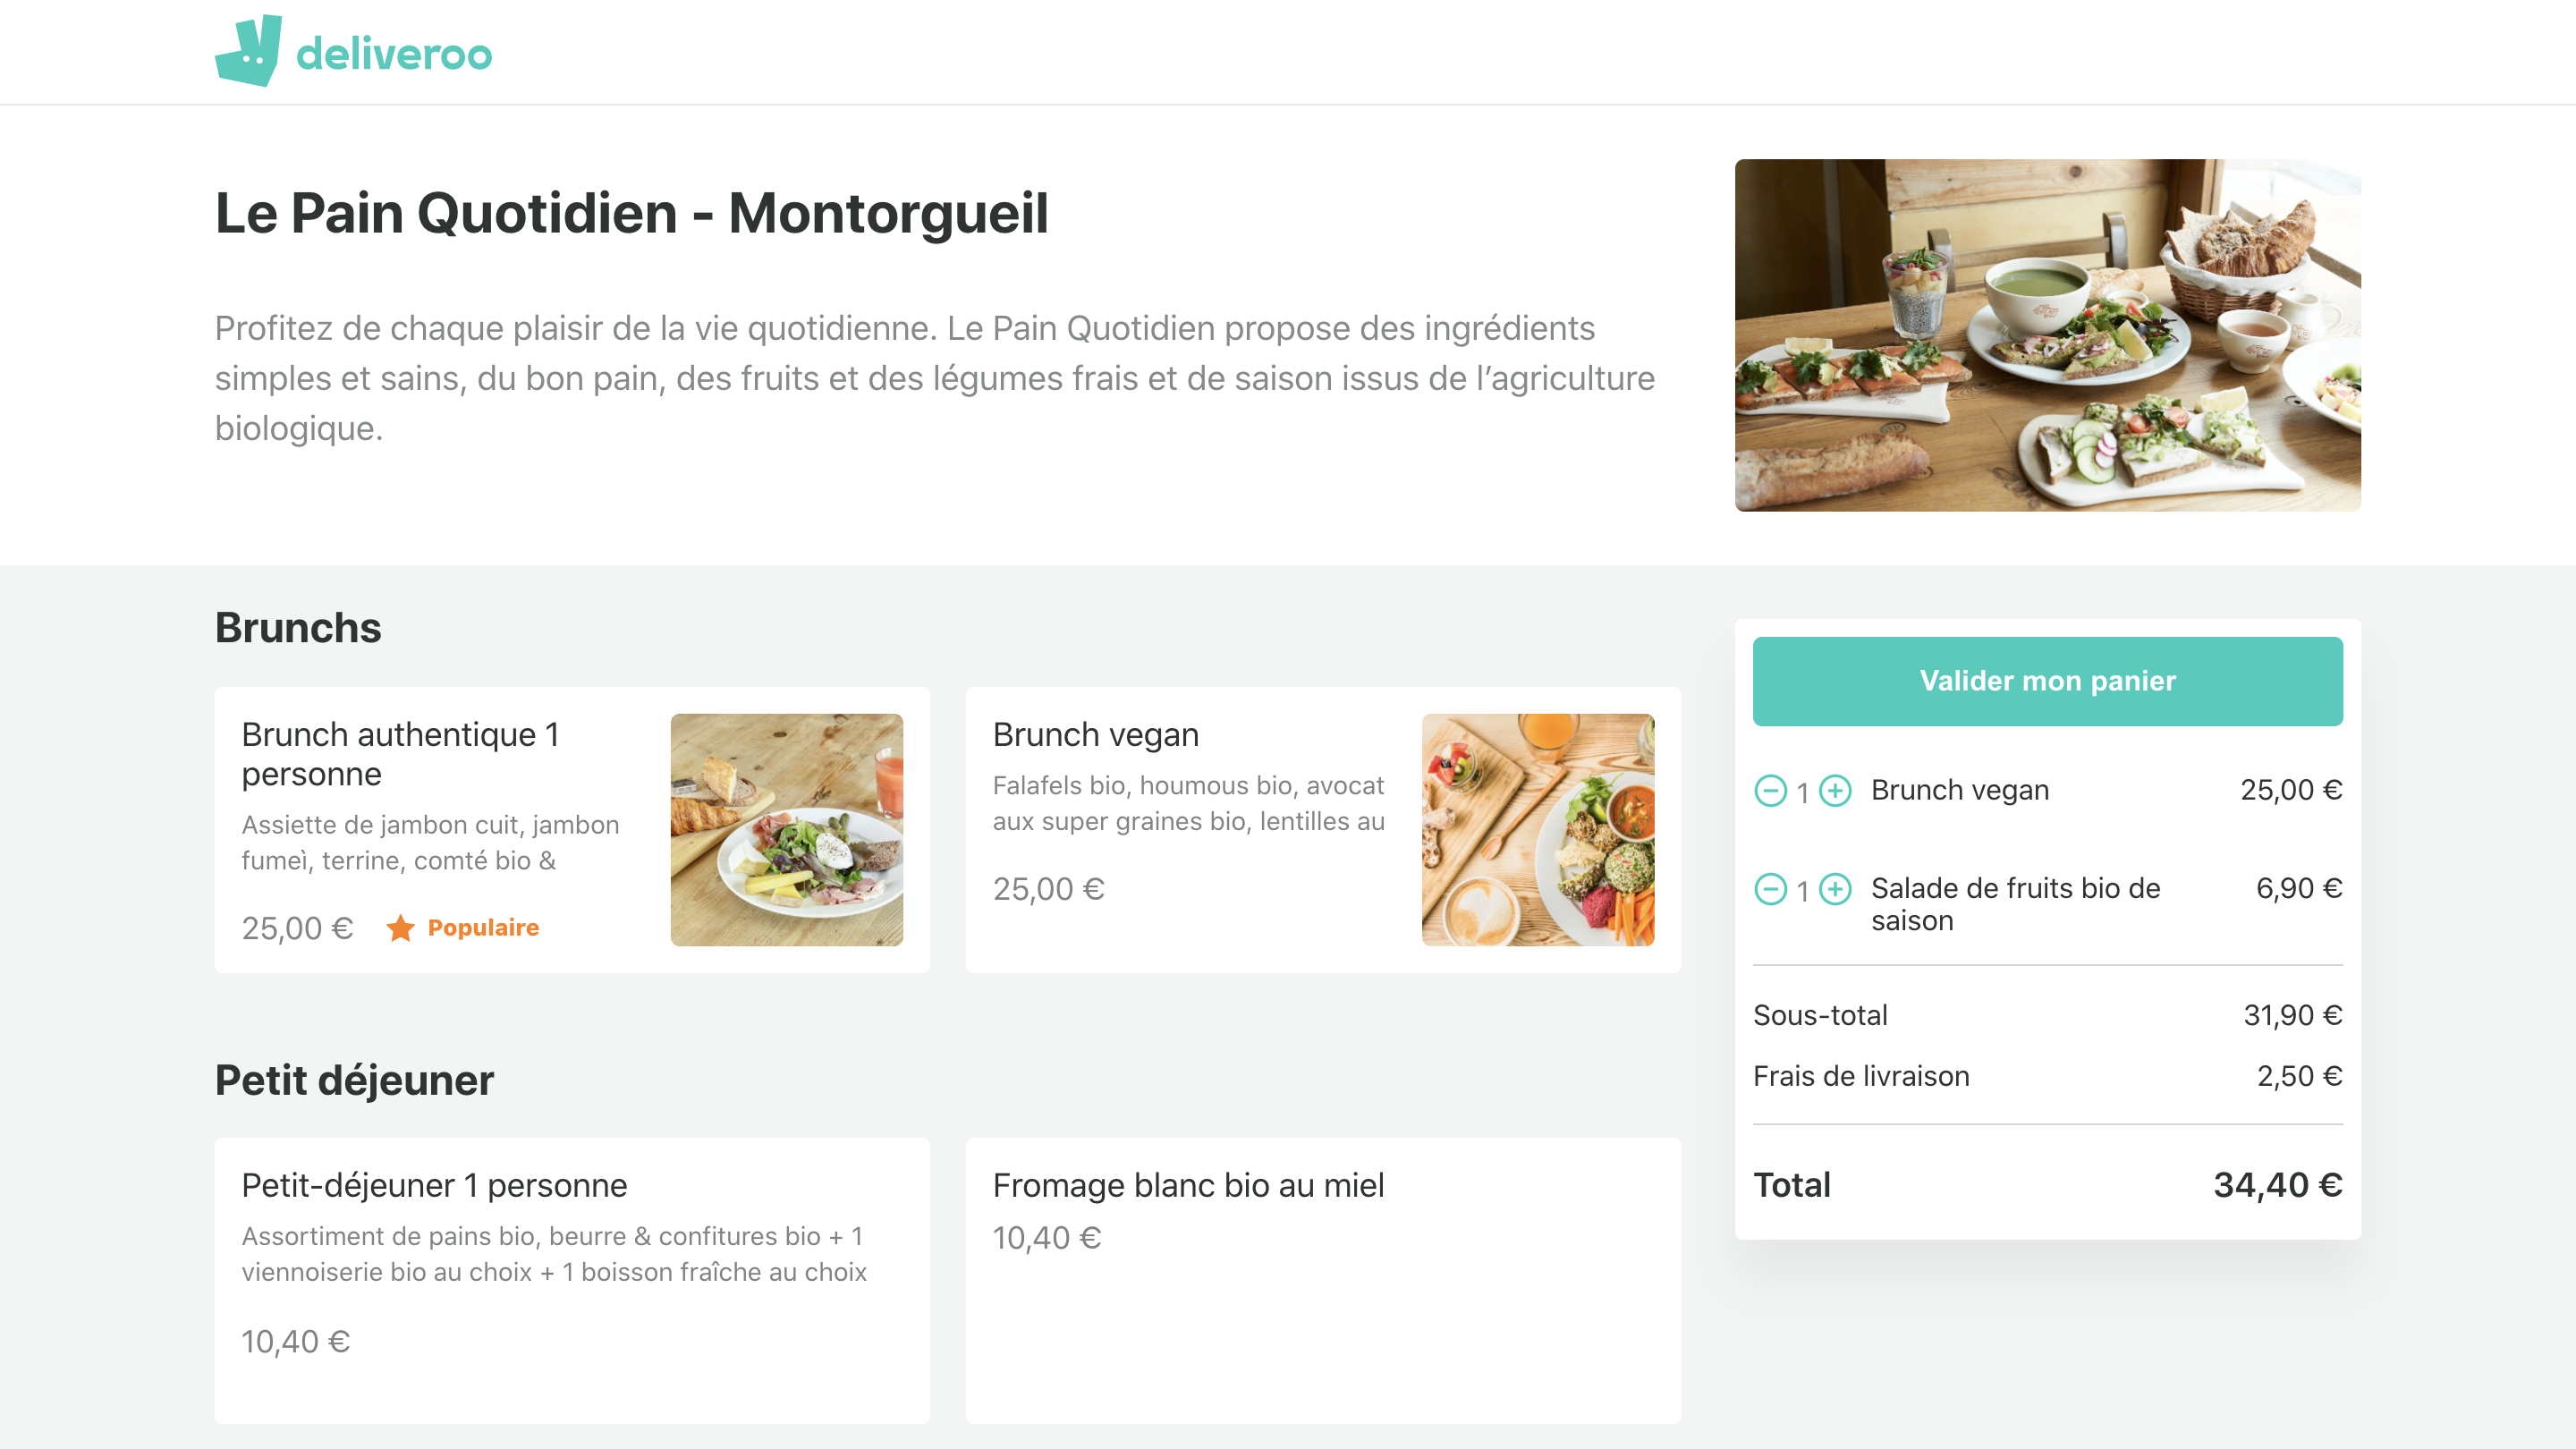 deliveroo
Le Pain Quotidien - Montorgueil
Profitez de chaque plaisir de la vie quotidienne. Le Pain Quotidien propose des ingrédients
simples et sains, du bon pain, des fruits et des légumes frais et de saison issus de l’agriculture
biologique.
Brunchs
Brunch authentique 1
personne
Assiette de jambon cuit, jambon
fumeì, terrine, comté bio &
25,00 €
Populaire
Brunch vegan
Falafels bio, houmous bio, avocat
aux super graines bio, lentilles au
25,00 €
Petit déjeuner
Petit-déjeuner 1 personne
Assortiment de pains bio, beurre & confitures bio + 1
viennoiserie bio au choix + 1 boisson fraîche au choix
10,40 €
Fromage blanc bio au miel
10,40 €
Valider mon panier
1 Brunch vegan 25,00 €
1 Salade de fruits bio de 6,90 €
saison
Sous-total 31,90 €
Frais de livraison 2,50 €
Total 34,40 €